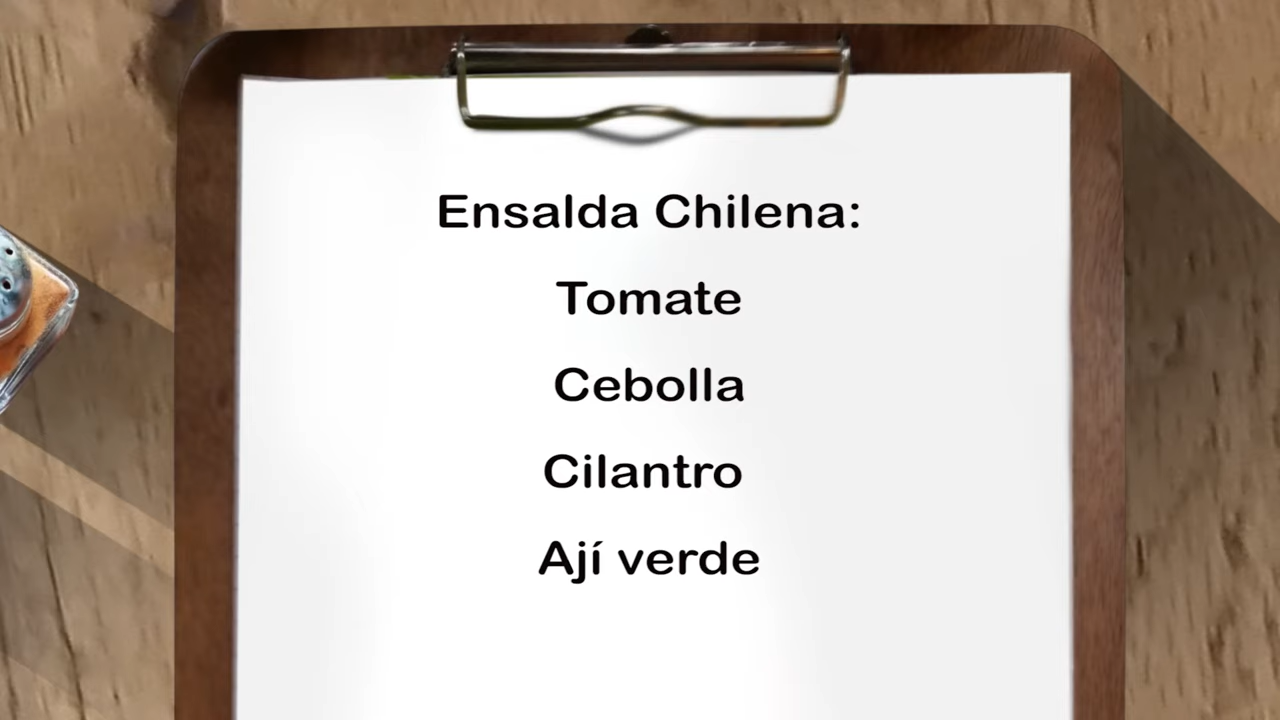 Ensalda Chilena:
Tomate
Cebolla
Cilantro
Ají verde